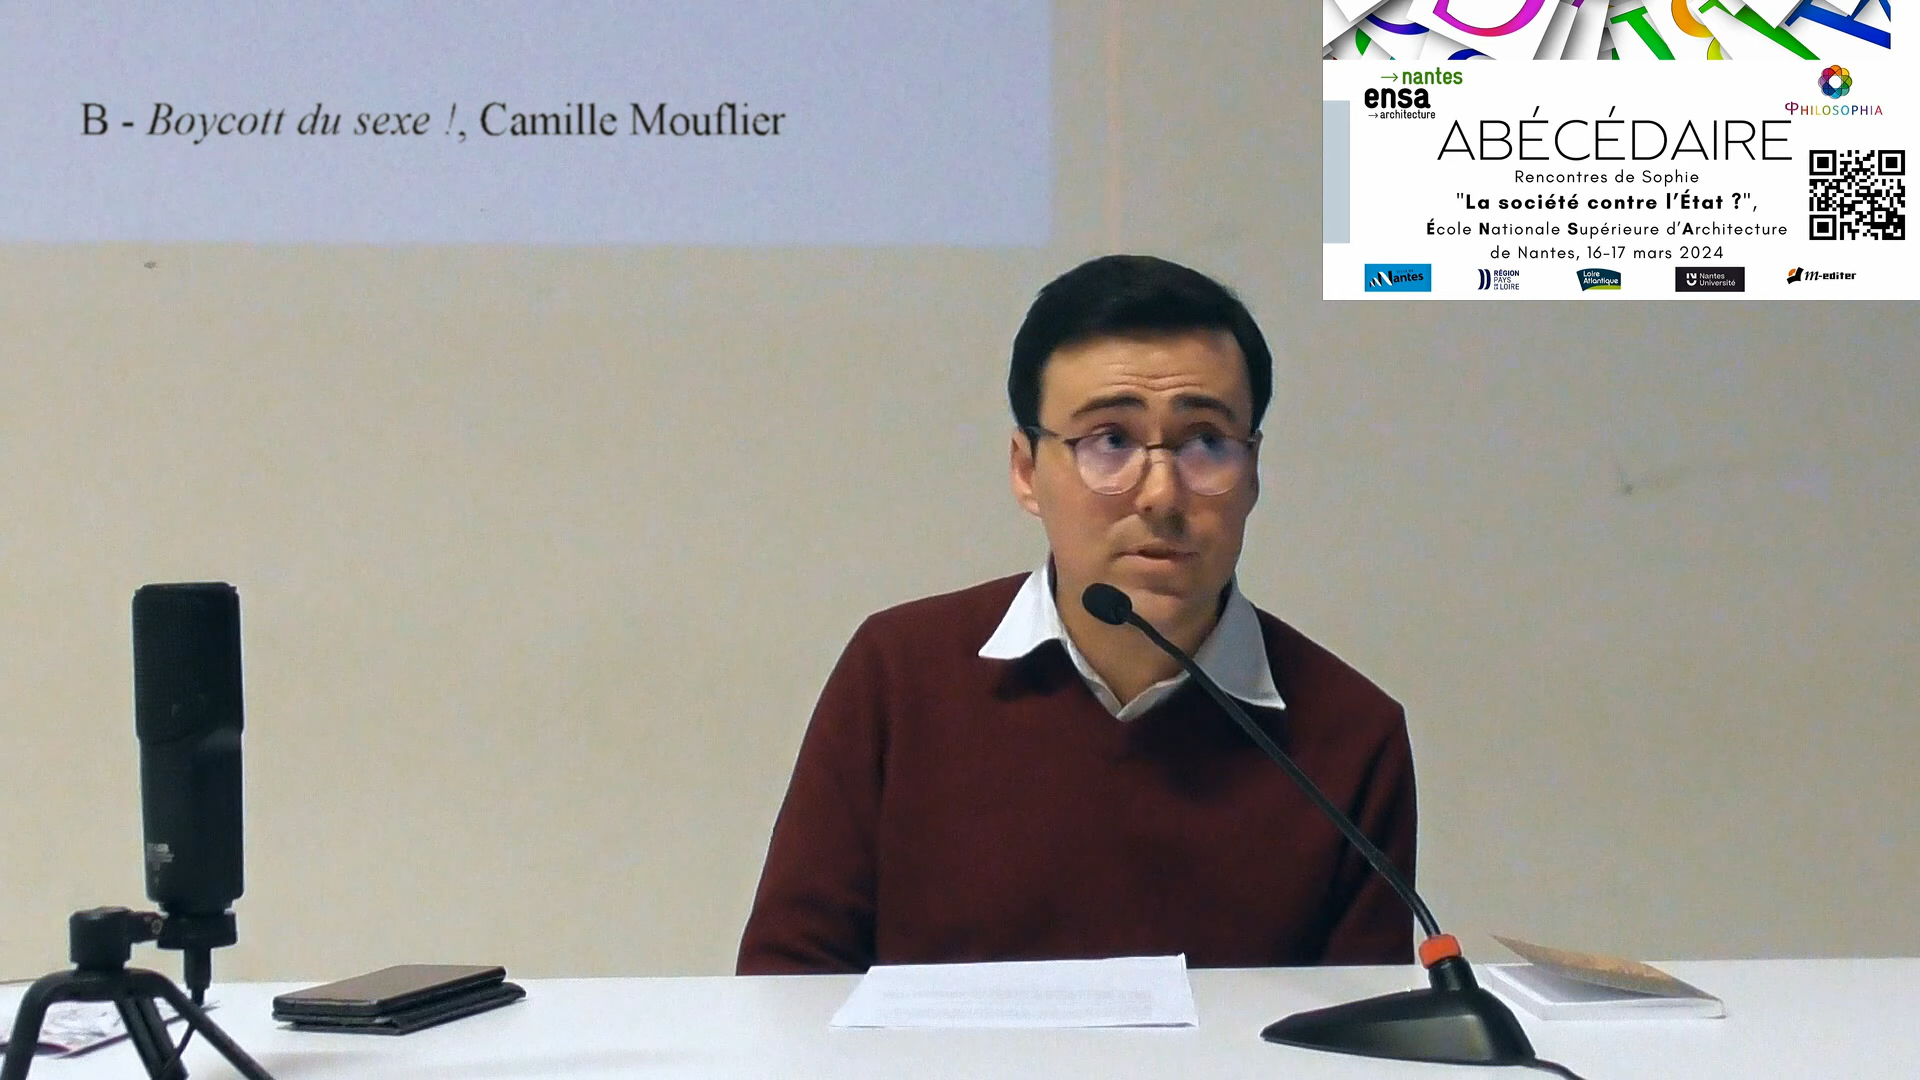 B - Boycott du sexe !, Camille Mouflier
→nantes
ensa
→architecture
PHILOSOPHIA
ABÉCÉDAIRE
Rencontres de Sophie
"La société contre l'État ?",
École Nationale Supérieure d'Architecture
de Nantes, 16-17 mars 2024
Nantes
RÉGION
PAYS
DE LA
LOIRE
Loire
Atlantique
Nantes
Université
m-editer